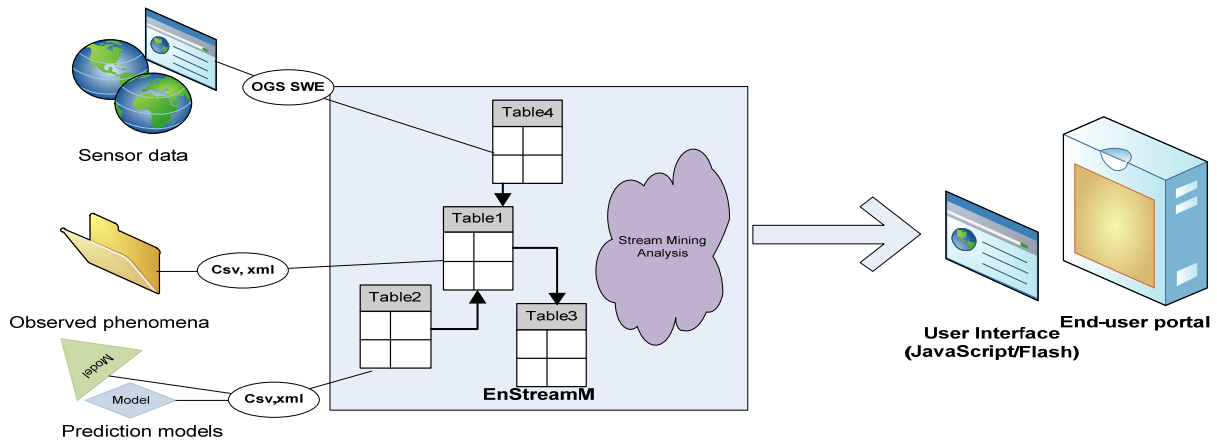 Sensor data
OGS SWE
Observed phenomena
Csv, xml
Model
Model
Prediction models
Csv,xml
Table4
Table1
Table2
Table3
EnStreamM
Stream Mining
Analysis
User Interface
(JavaScript/Flash)
End-user portal